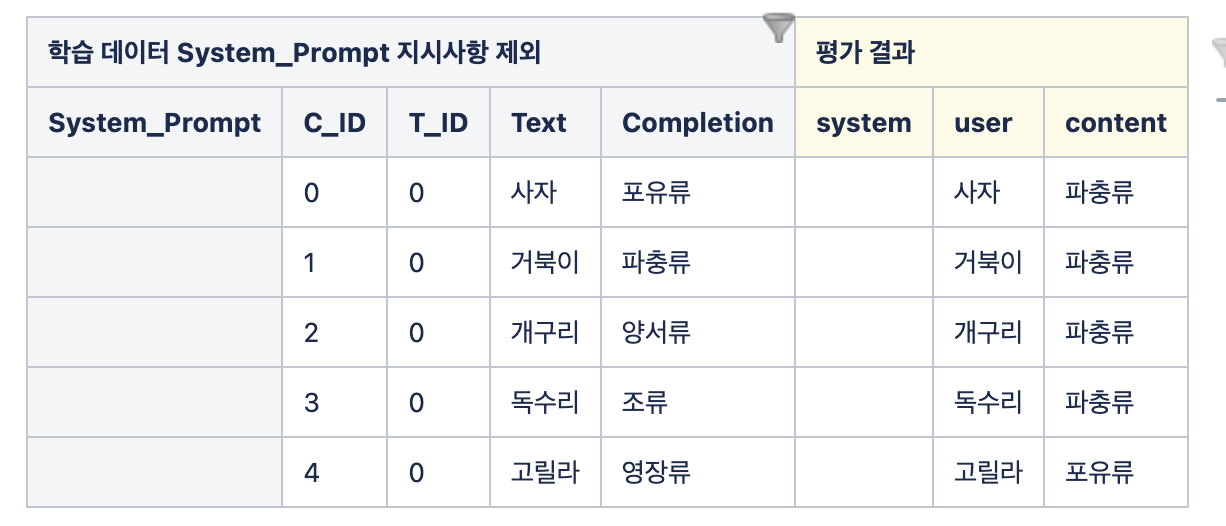 학습 데이터 System_Prompt 지시사항 제외 평가 결과
System_Prompt C_ID T_ID Text Completion system user content
0 0 사자 포유류 사자 파충류
1 0 거북이 파충류 거북이 파충류
2 0 개구리 양서류 개구리 파충류
3 0 독수리 조류 독수리 파충류
4 0 고릴라 영장류 고릴라 포유류